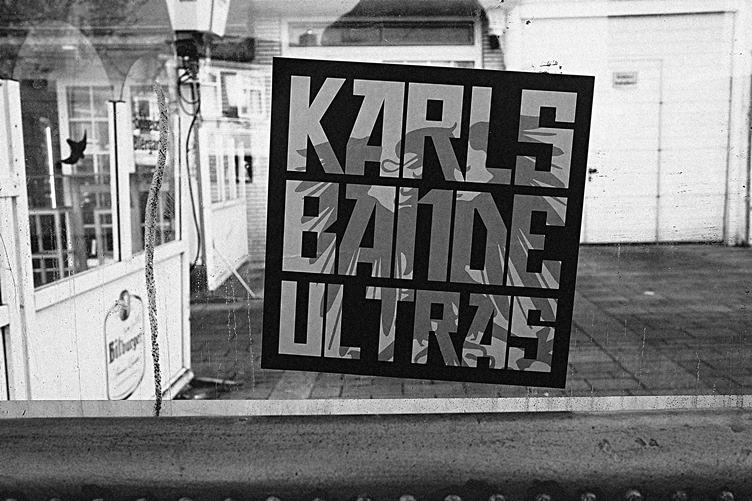 KARLS
BANDE
ULTRAS
Bitburger